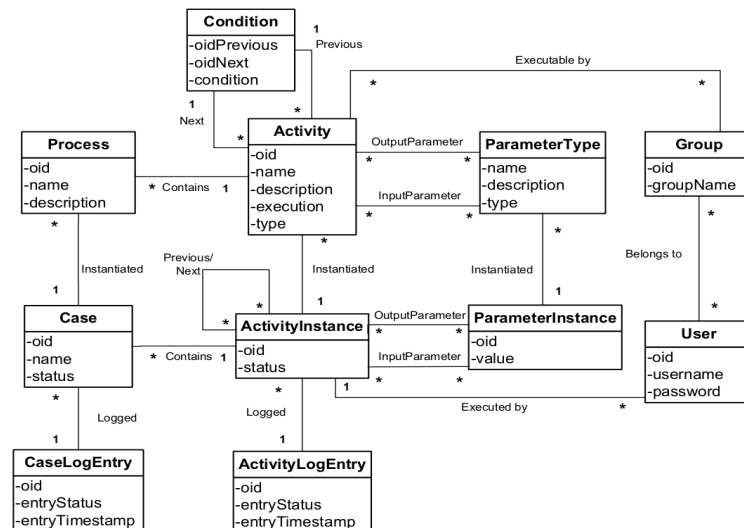 Condition
-oidPrevious
-oidNext
-condition
1
Previous
*
1
Next
*
Executable by
*
*
Process
-oid
-name
-description
*
* Contains 1
Activity
-oid
-name
-description
-execution
-type
*
OutputParameter
* *
InputParameter
* *
ParameterType
-name
-description
-type
*
Group
-oid
-groupName
*
Instantiated
1
Previous/
Next
*
*
Instantiated
1
Instantiated
1
Belongs to
*
Case
-oid
-name
-status
*
* Contains 1
ActivityInstance
-oid
-status
*
OutputParameter
* *
InputParameter
* *
ParameterInstance
-oid
-value
User
-oid
-username
-password
1
Executed by
*
Logged
1
Logged
1
CaseLogEntry
-oid
-entryStatus
-entryTimestamp
ActivityLogEntry
-oid
-entryStatus
-entryTimestamp